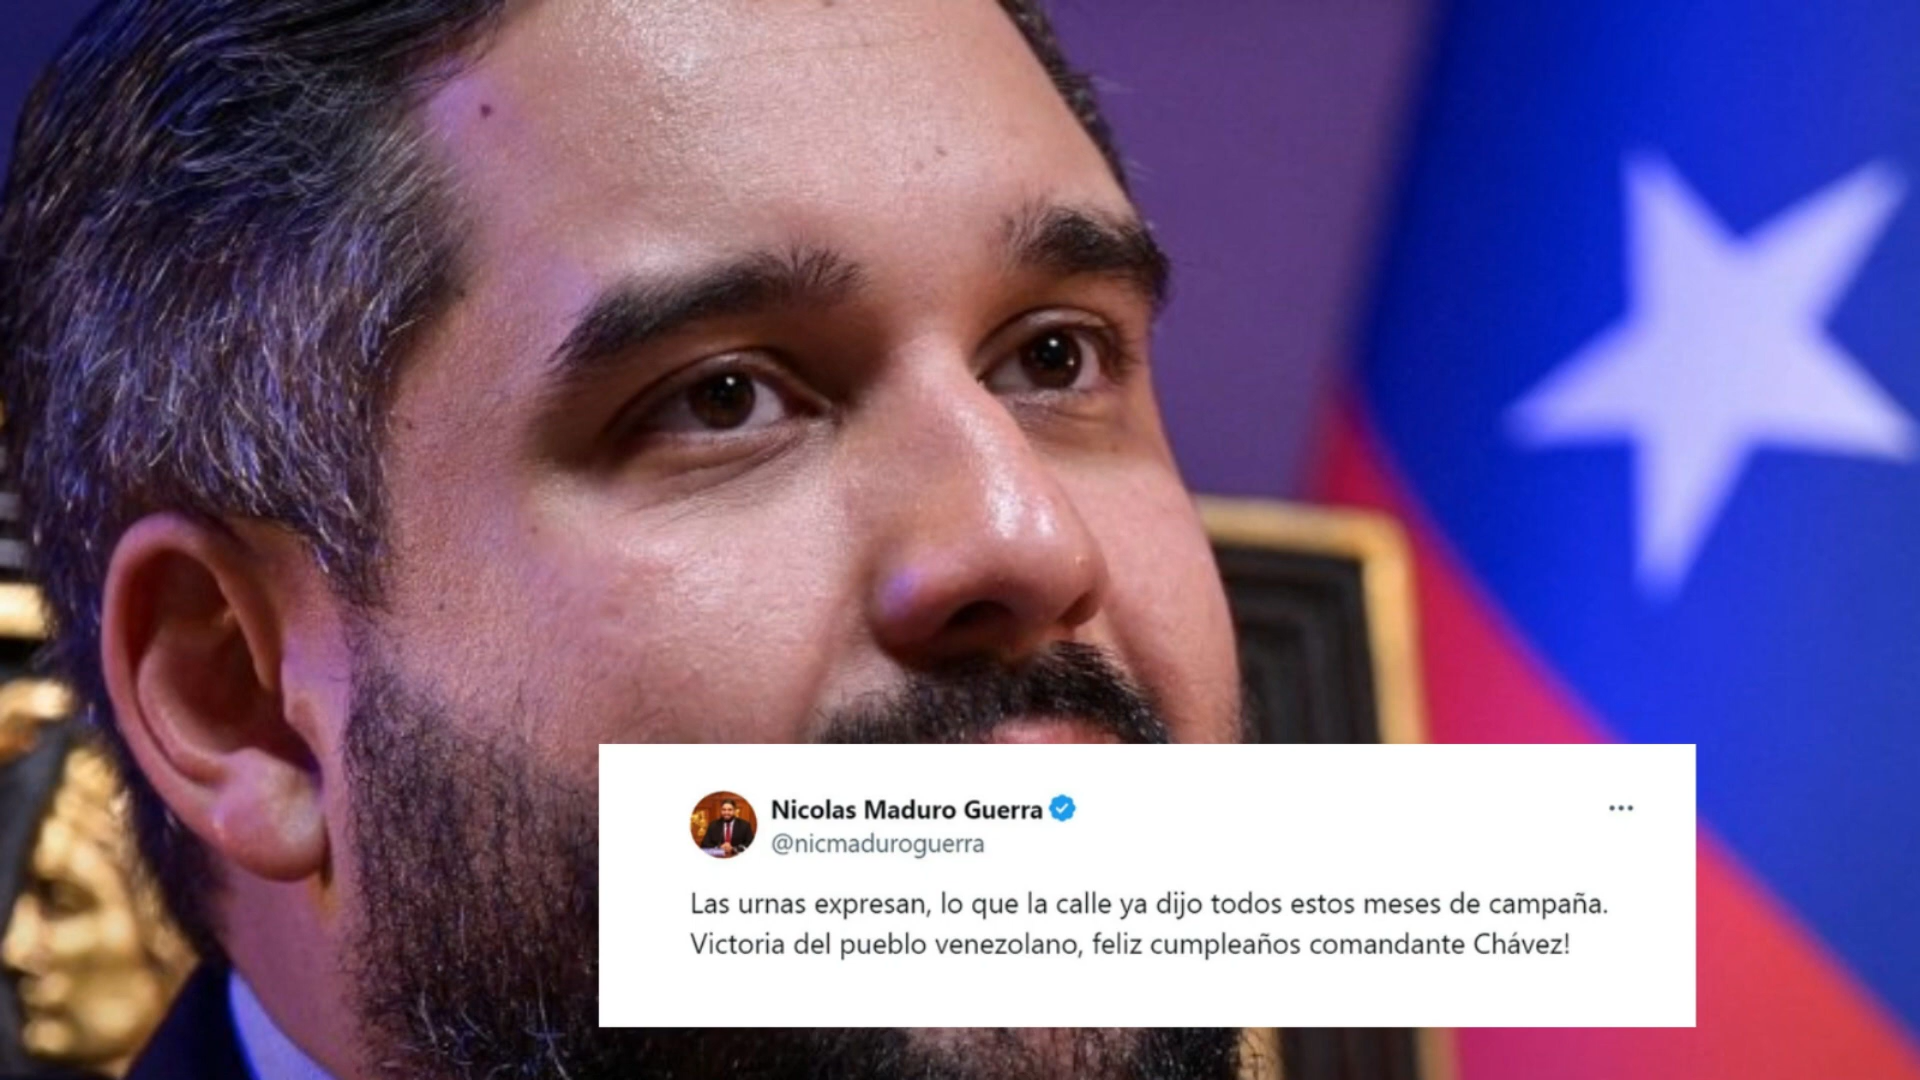 Nicolas Maduro Guerra
@nicmaduroguerra
Las urnas expresan, lo que la calle ya dijo todos estos meses de campaña.
Victoria del pueblo venezolano, feliz cumpleaños comandante Chávez!